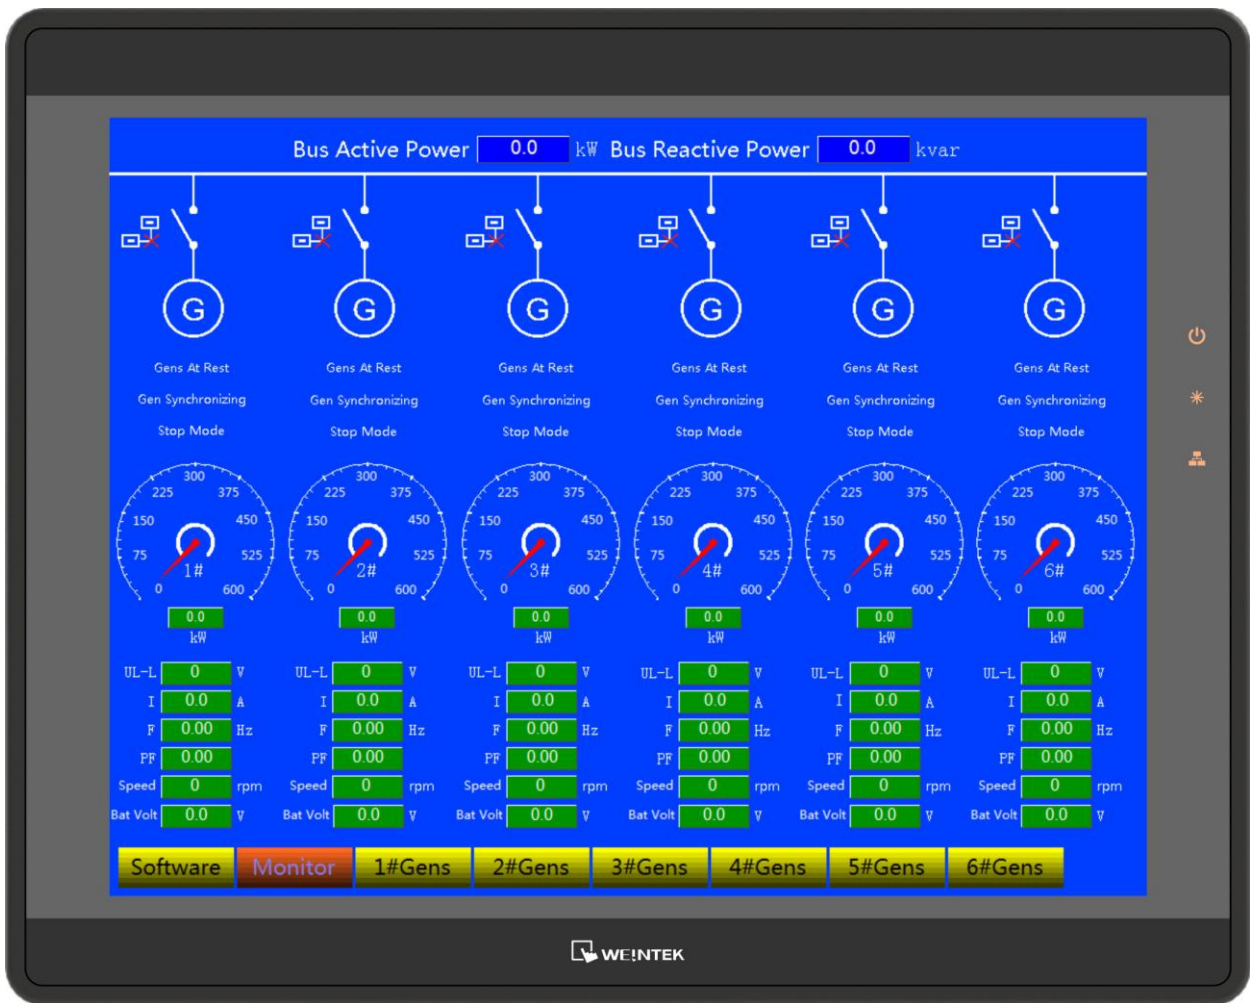 Bus Active Power 0.0 kW Bus Reactive Power 0.0 kvar
G G G G G G
Gens At Rest Gens At Rest Gens At Rest Gens At Rest Gens At Rest Gens At Rest
Gen Synchronizing Gen Synchronizing Gen Synchronizing Gen Synchronizing Gen Synchronizing Gen Synchronizing
Stop Mode Stop Mode Stop Mode Stop Mode Stop Mode Stop Mode
300 300 300 300 300 300
225 375 225 375 225 375 225 375 225 375 225 375
150 450 150 450 150 450 150 450 150 450 150 450
75 525 75 525 75 525 75 525 75 525 75 525
1# 2# 3# 4# 5# 6#
0 600 0 600 0 600 0 600 0 600 0 600
0.0 0.0 0.0 0.0 0.0 0.0
kW kW kW kW kW kW
UL-L 0 V UL-L 0 V UL-L 0 V UL-L 0 V UL-L 0 V UL-L 0 V
I 0.0 A I 0.0 A I 0.0 A I 0.0 A I 0.0 A I 0.0 A
F 0.00 Hz F 0.00 Hz F 0.00 Hz F 0.00 Hz F 0.00 Hz F 0.00 Hz
PF 0.00 PF 0.00 PF 0.00 PF 0.00 PF 0.00 PF 0.00
Speed 0 rpm Speed 0 rpm Speed 0 rpm Speed 0 rpm Speed 0 rpm Speed 0 rpm
Bat Volt 0.0 V Bat Volt 0.0 V Bat Volt 0.0 V Bat Volt 0.0 V Bat Volt 0.0 V Bat Volt 0.0 V
Software Monitor 1#Gens 2#Gens 3#Gens 4#Gens 5#Gens 6#Gens
WE!NTEK